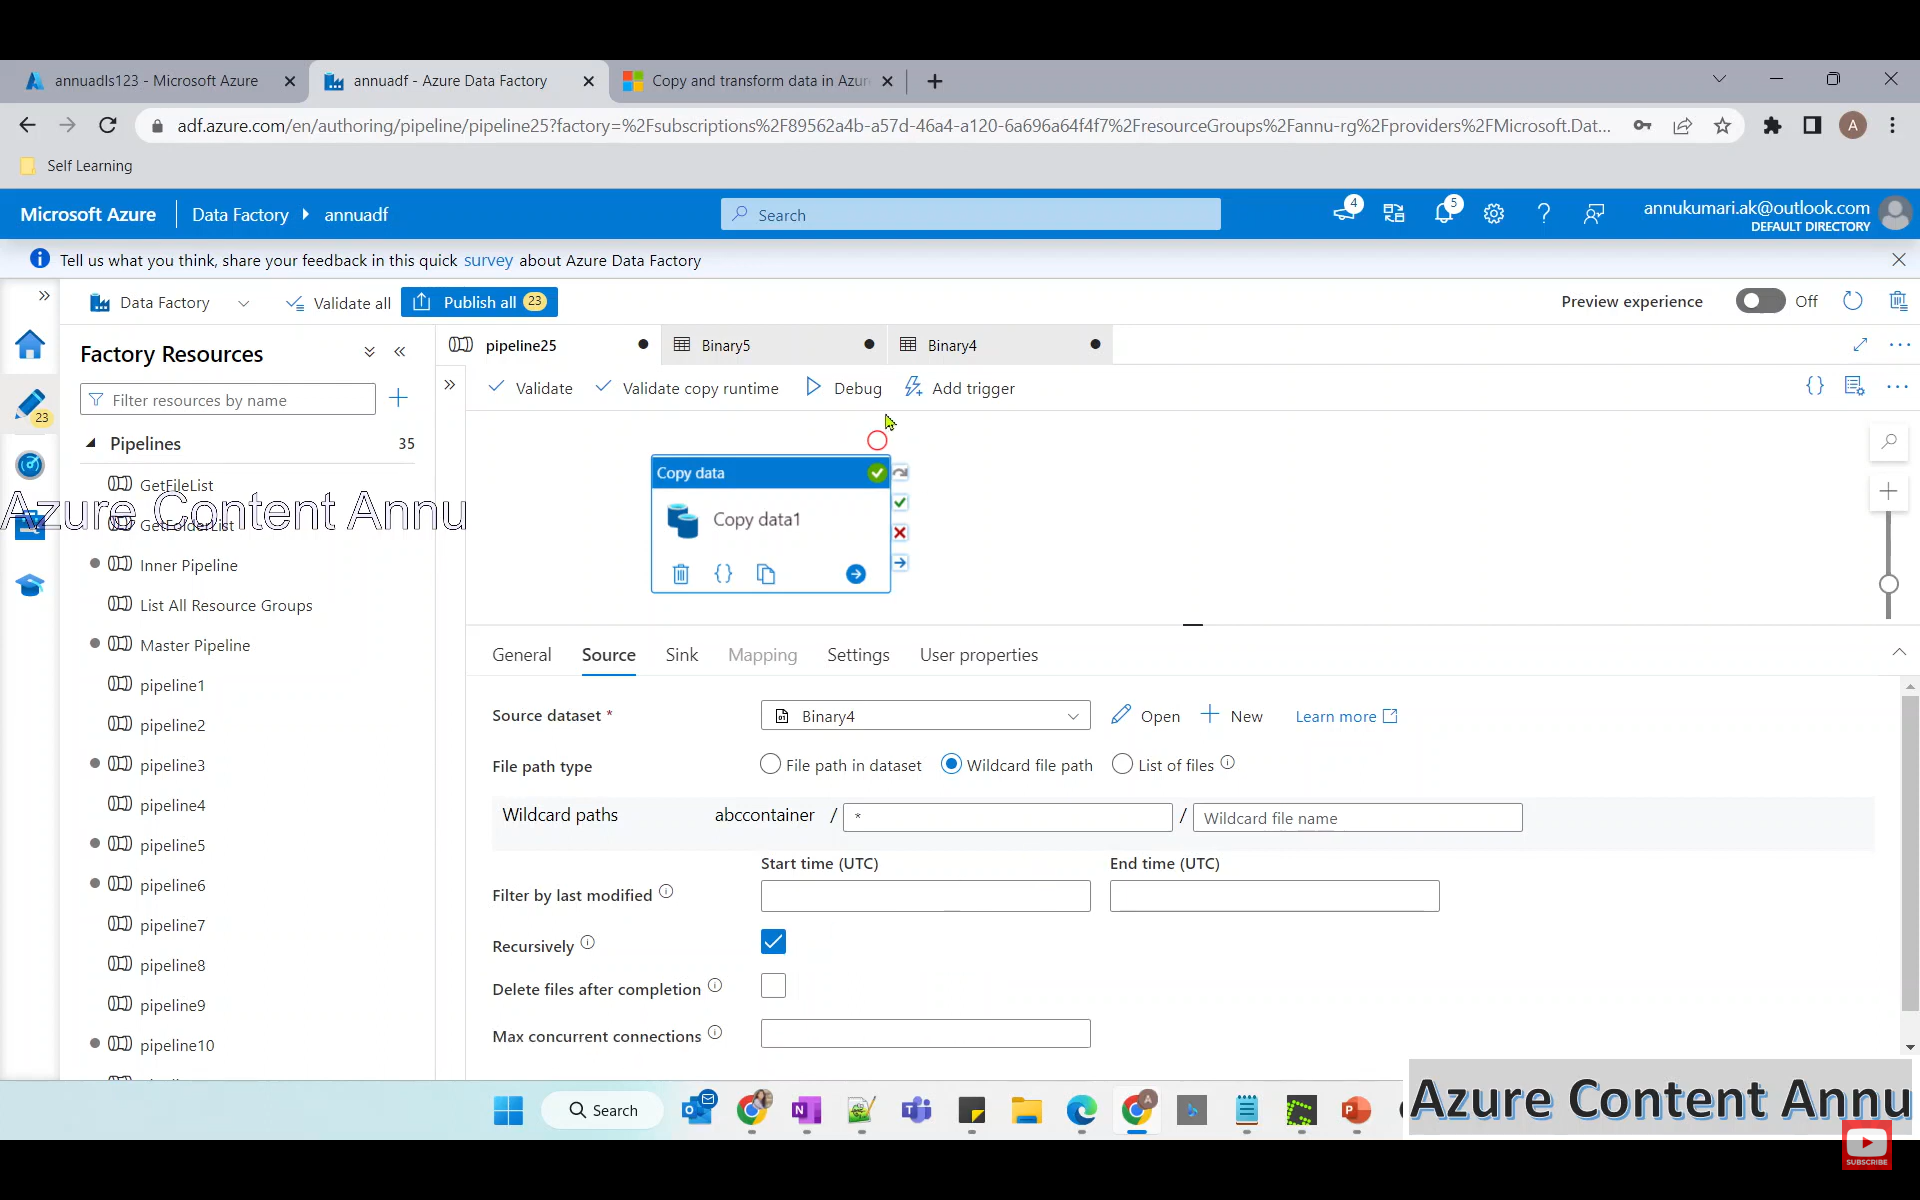 annuadls123 - Microsoft Azure
annuadf - Azure Data Factory
Copy and transform data in Azur
adf.azure.com/en/authoring/pipeline/pipeline25?factory=%2Fsubscriptions%2F89562a4b-a57d-46a4-a120-6a696a64f4f7%2FresourceGroups%2Fannu-rg%2Fproviders%2FMicrosoft.Dat...
A
Self Learning
Microsoft Azure
Data Factory
annuadf
Search
4
5
annukumari.ak@outlook.com
DEFAULT DIRECTORY
Tell us what you think, share your feedback in this quick survey about Azure Data Factory
Data Factory
Validate all
Publish all 23
Preview experience
Off
Factory Resources
pipeline25
Binary5
Binary4
Filter resources by name
Validate
Validate copy runtime
Debug
Add trigger
23
Pipelines 35
GetFileList
Azure Content Annu
GetFolderList
Inner Pipeline
List All Resource Groups
Master Pipeline
pipeline1
pipeline2
pipeline3
pipeline4
pipeline5
pipeline6
pipeline7
pipeline8
pipeline9
pipeline10
Copy data
Copy data1
General
Source
Sink
Mapping
Settings
User properties
Source dataset *
Binary4
Open
New
Learn more
File path type
File path in dataset
Wildcard file path
List of files
Wildcard paths
abccontainer / * / Wildcard file name
Start time (UTC)
End time (UTC)
Filter by last modified
Recursively
Delete files after completion
Max concurrent connections
Search
Azure Content Annu
SUBSCRIBE